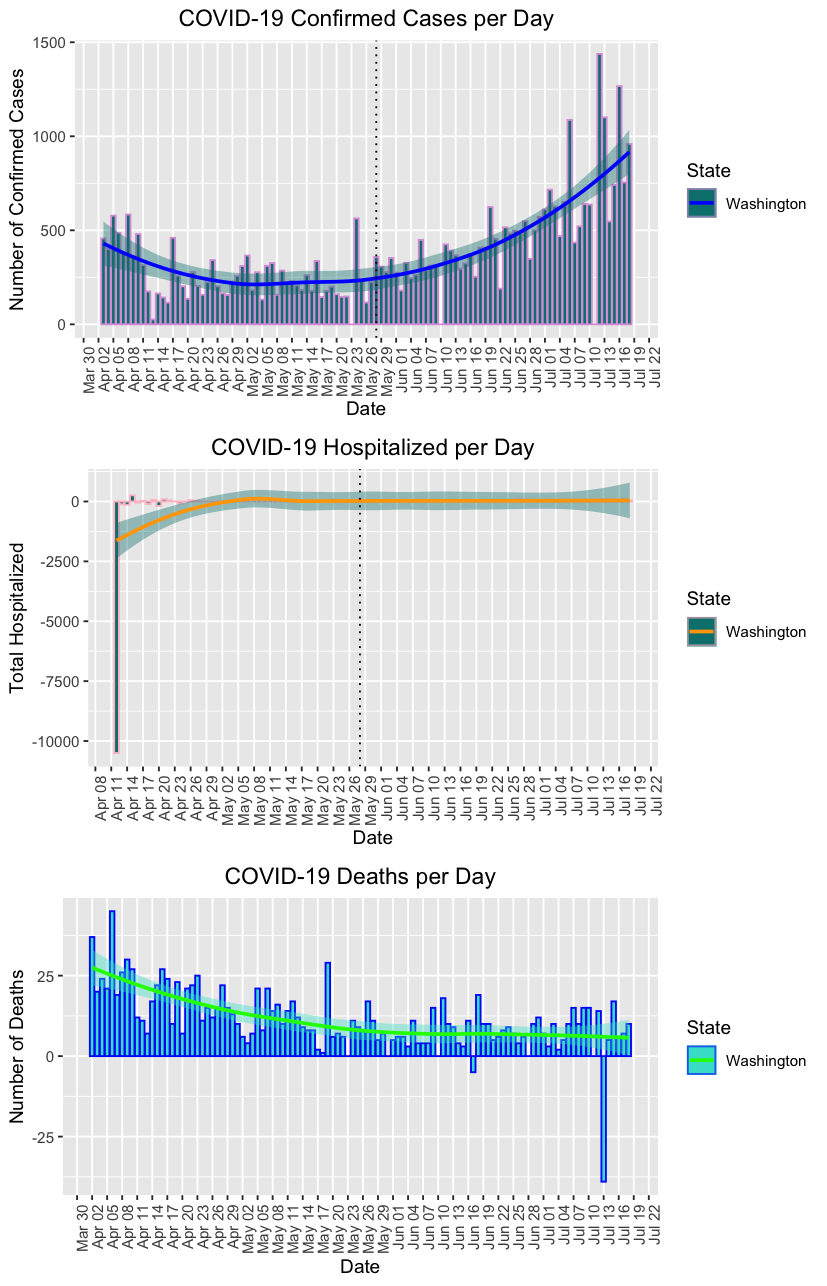 COVID-19 Confirmed Cases per Day
Number of Confirmed Cases
1500
1000
500
0
Mar 30
Apr 02
Apr 05
Apr 08
Apr 11
Apr 14
Apr 17
Apr 20
Apr 23
Apr 26
Apr 29
May 02
May 05
May 08
May 11
May 14
May 17
May 20
May 23
May 26
May 29
Jun 01
Jun 04
Jun 07
Jun 10
Jun 13
Jun 16
Jun 19
Jun 22
Jun 25
Jun 28
Jul 01
Jul 04
Jul 07
Jul 10
Jul 13
Jul 16
Jul 19
Jul 22
Date
State
Washington
COVID-19 Hospitalized per Day
Total Hospitalized
0
-2500
-5000
-7500
-10000
Apr 08
Apr 11
Apr 14
Apr 17
Apr 20
Apr 23
Apr 26
Apr 29
May 02
May 05
May 08
May 11
May 14
May 17
May 20
May 23
May 26
May 29
Jun 01
Jun 04
Jun 07
Jun 10
Jun 13
Jun 16
Jun 19
Jun 22
Jun 25
Jun 28
Jul 01
Jul 04
Jul 07
Jul 10
Jul 13
Jul 16
Jul 19
Jul 22
Date
State
Washington
COVID-19 Deaths per Day
Number of Deaths
25
0
-25
Mar 30
Apr 02
Apr 05
Apr 08
Apr 11
Apr 14
Apr 17
Apr 20
Apr 23
Apr 26
Apr 29
May 02
May 05
May 08
May 11
May 14
May 17
May 20
May 23
May 26
May 29
Jun 01
Jun 04
Jun 07
Jun 10
Jun 13
Jun 16
Jun 19
Jun 22
Jun 25
Jun 28
Jul 01
Jul 04
Jul 07
Jul 10
Jul 13
Jul 16
Jul 19
Jul 22
Date
State
Washington